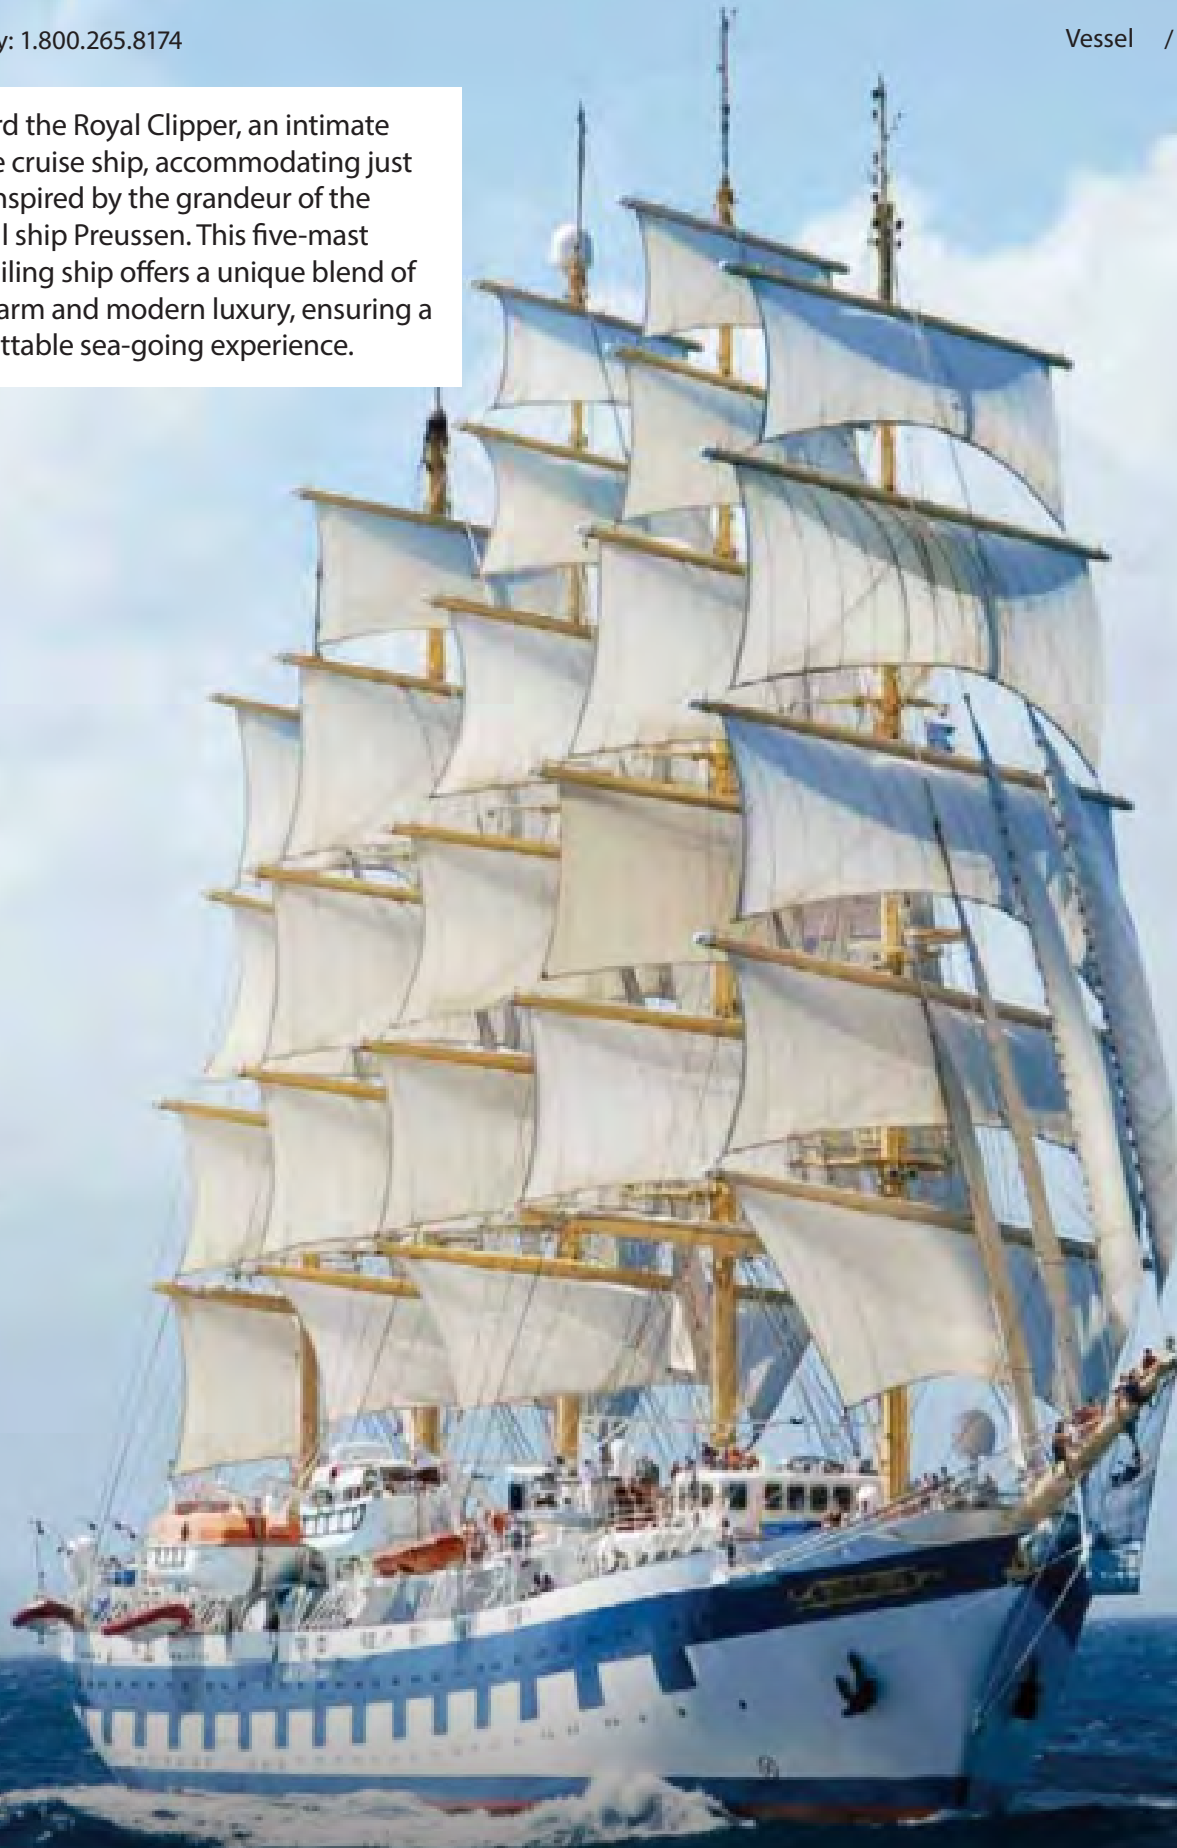 y: 1.800.265.8174
Vessel /
rd the Royal Clipper, an intimate
e cruise ship, accommodating just
nspired by the grandeur of the
l ship Preussen. This five-mast
iling ship offers a unique blend of
arm and modern luxury, ensuring a
ttable sea-going experience.